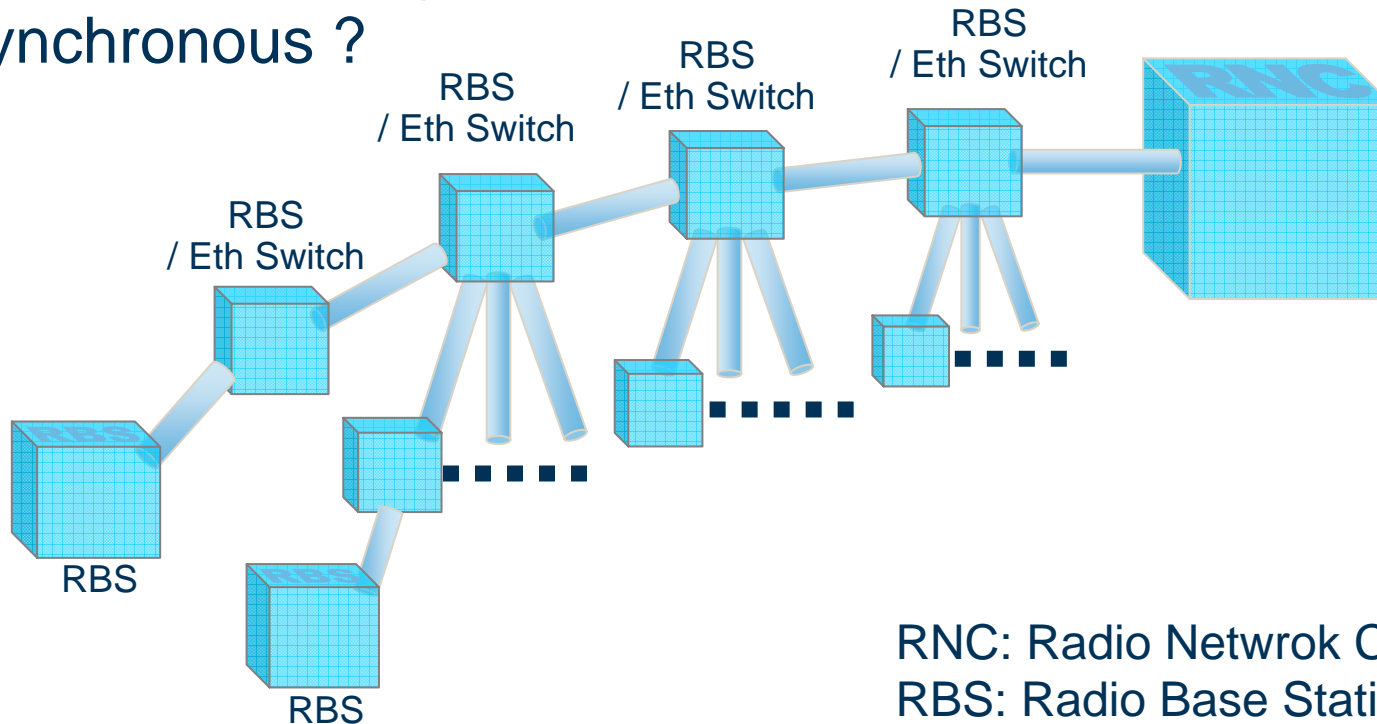 ynchronous ?
RBS
/ Eth Switch
RBS
/ Eth Switch
RBS
/ Eth Switch
RNC
RBS
/ Eth Switch
RBS
RBS
RBS
RBS
RNC: Radio Netwrok C
RBS: Radio Base Stati